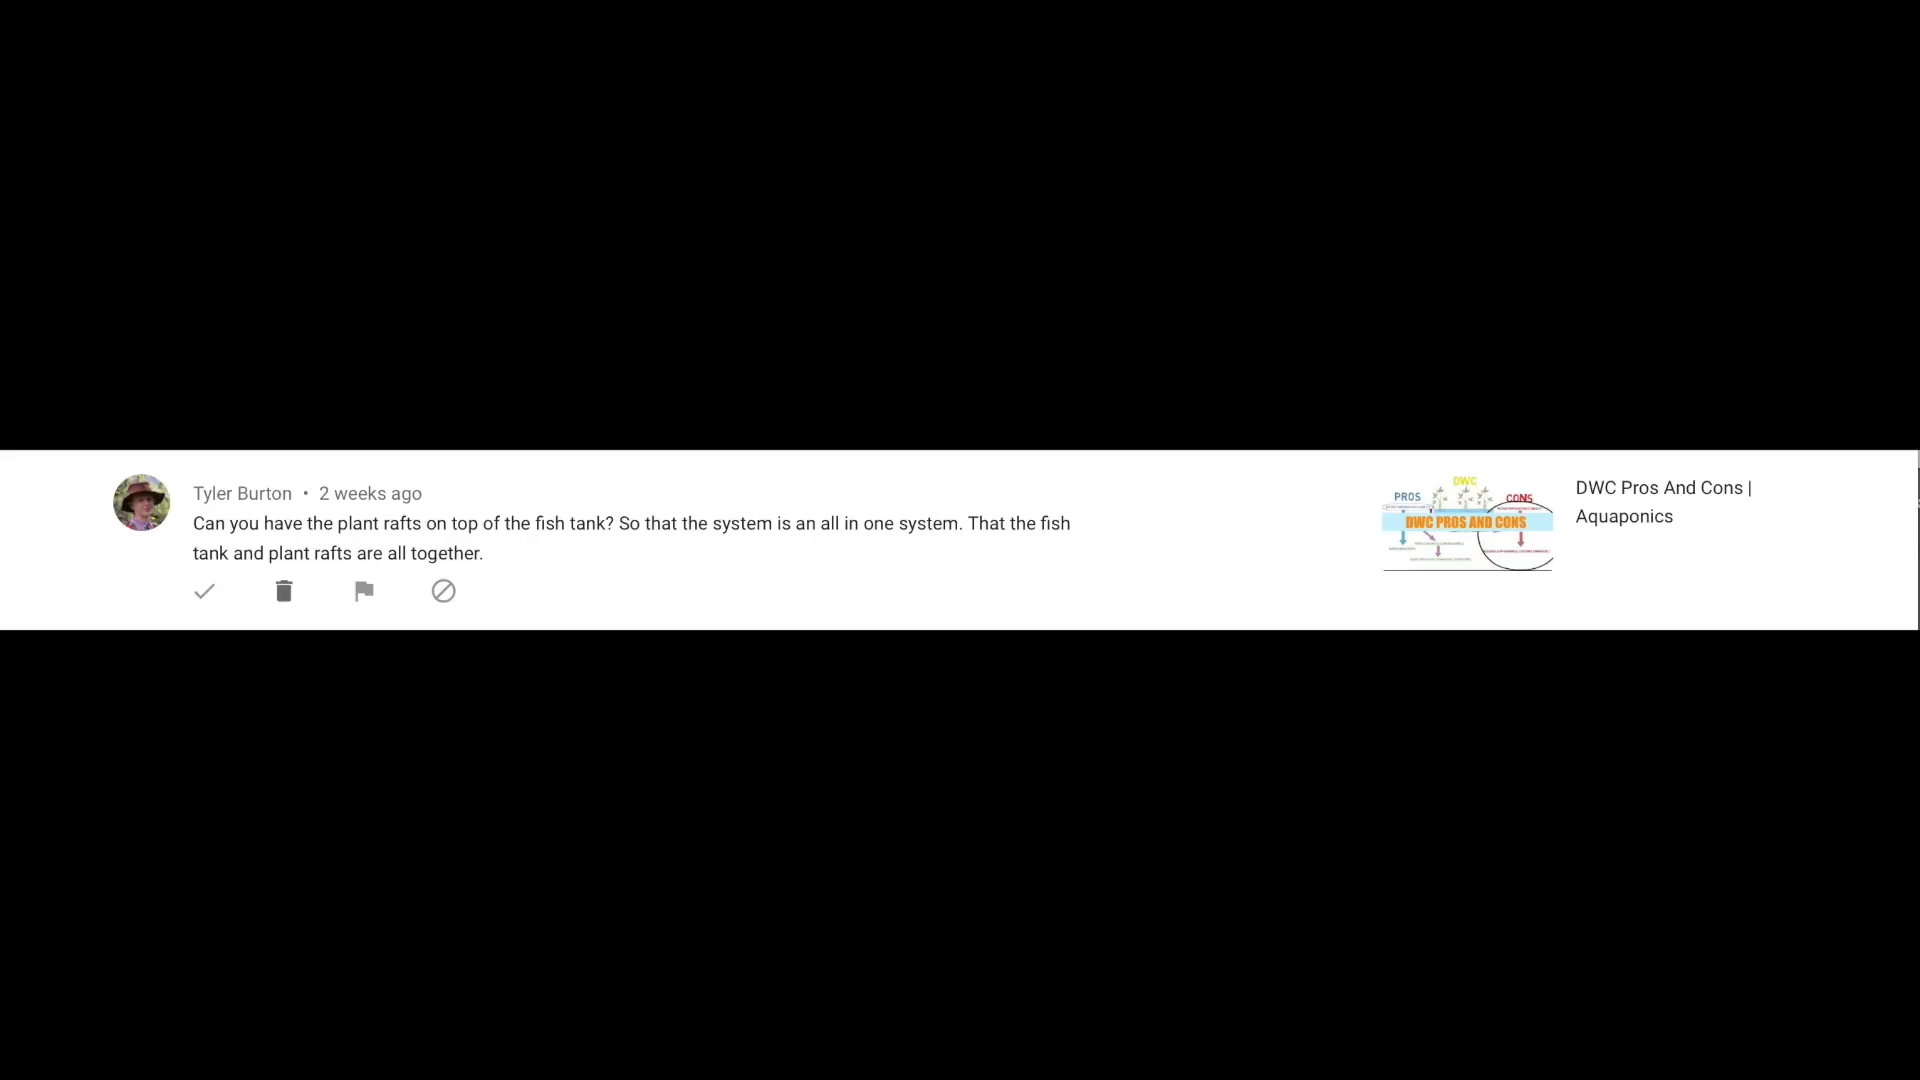 Tyler Burton • 2 weeks ago
Can you have the plant rafts on top of the fish tank? So that the system is an all in one system. That the fish
tank and plant rafts are all together.
DWC
PROS
CONS
DWC PROS AND CONS
DWC Pros And Cons |
Aquaponics